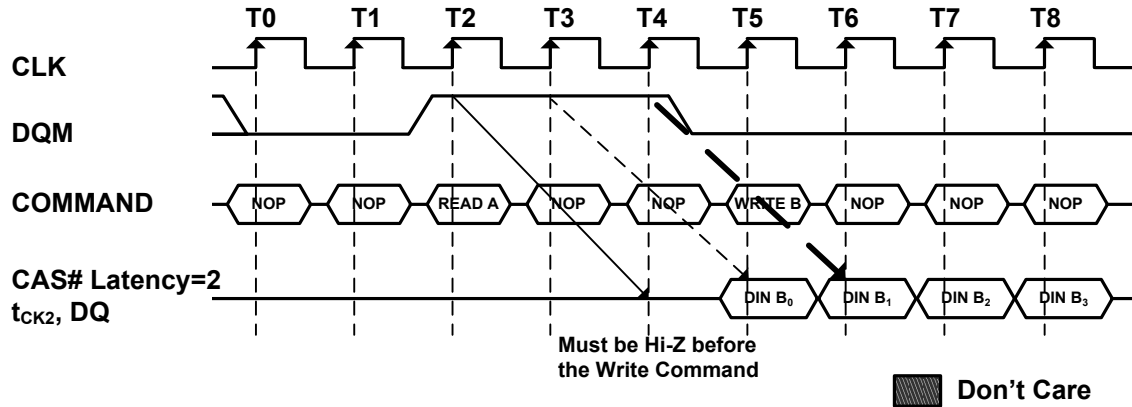 T0 T1 T2 T3 T4 T5 T6 T7 T8
CLK
DQM
COMMAND NOP NOP READ A NOP NOP WRITE B NOP NOP NOP
CAS# Latency=2
tCK2, DQ DIN B0 DIN B1 DIN B2 DIN B3
Must be Hi-Z before
the Write Command
Don't Care